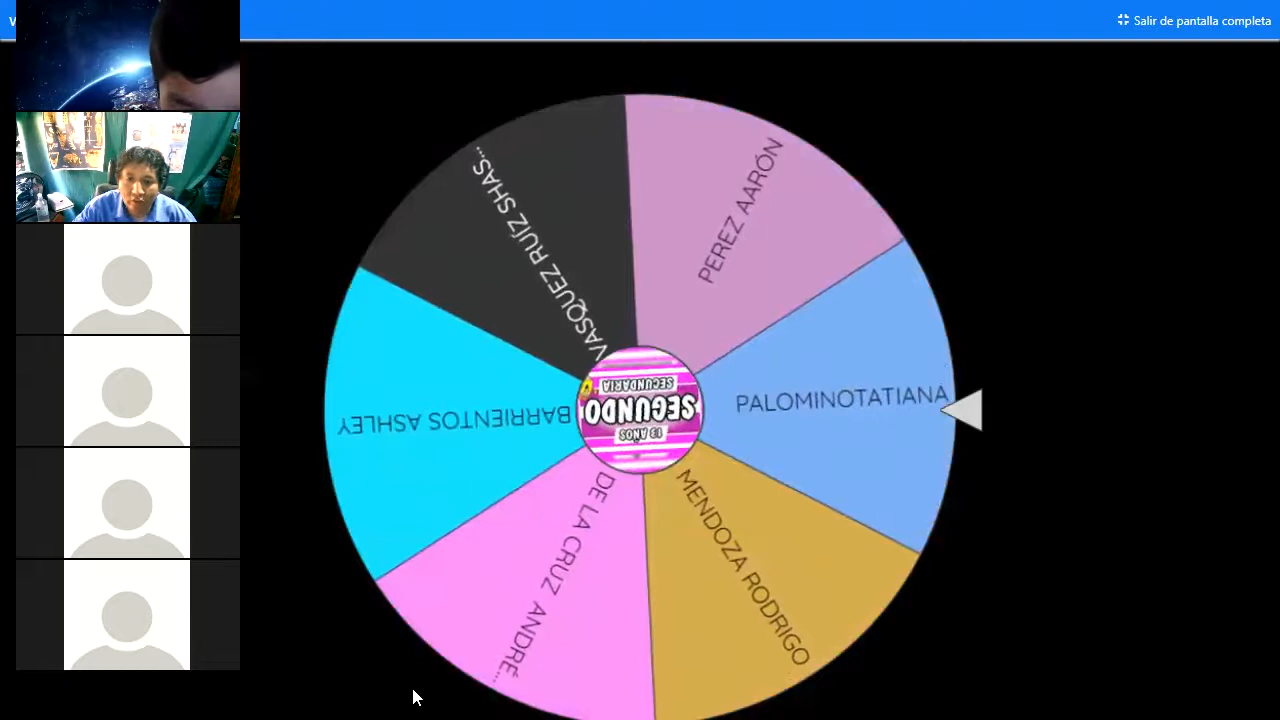 Salir de pantalla completa
PEREZ AARÓN
PALOMINOTATIANA
MENDOZA RODRIGO
DE LA CRUZ ANDRÉ...
BARRIENTOS ASHLEY
VASQUEZ RUÍZ SHAS...
13 AÑOS
SEGUNDO
SECUNDARIA